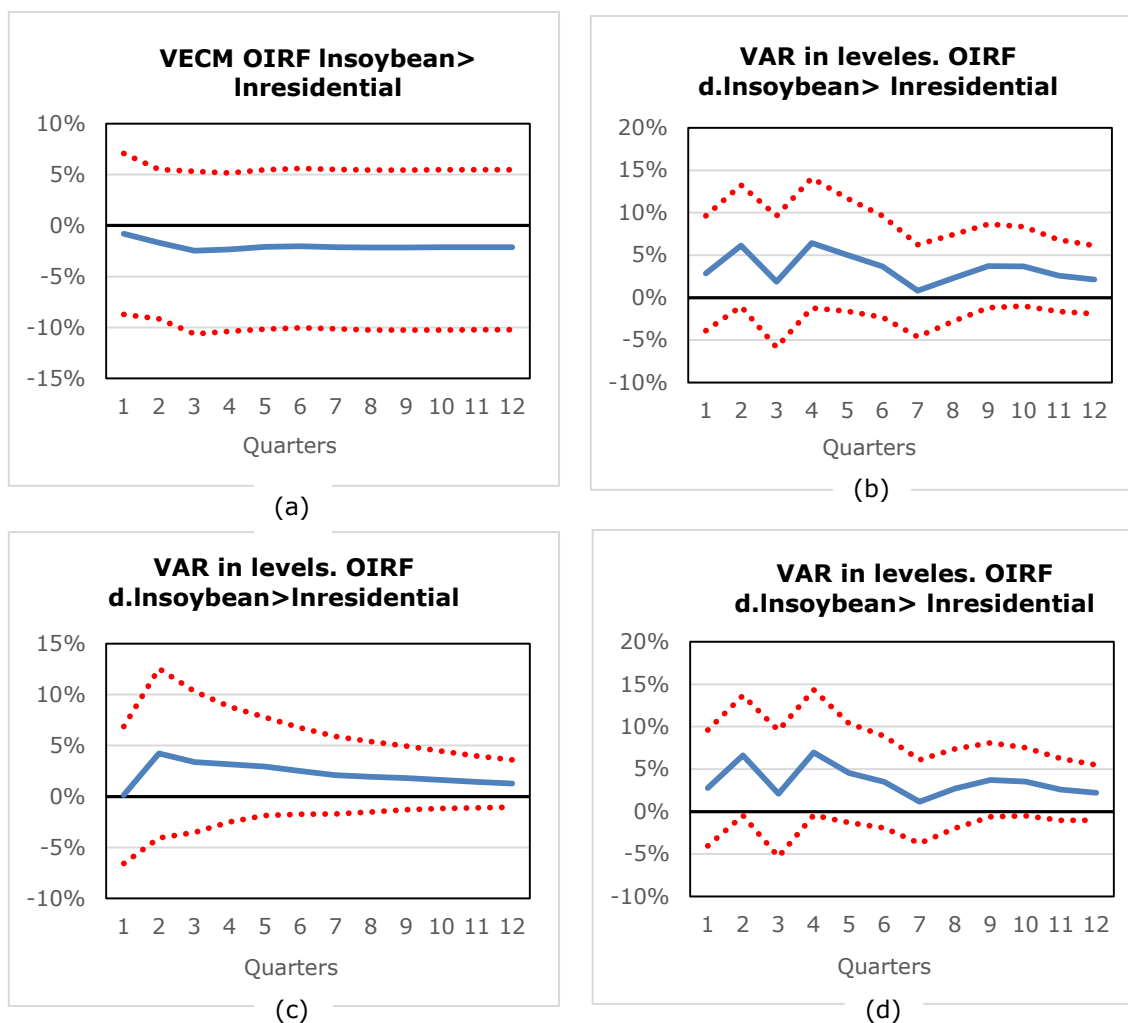 VECM OIRF lnsoybean>
lnresidential
10%
5%
0%
-5%
-10%
-15%
1 2 3 4 5 6 7 8 9 10 11 12
Quarters
(a)
VAR in leveles. OIRF
d.lnsoybean> lnresidential
20%
15%
10%
5%
0%
-5%
-10%
1 2 3 4 5 6 7 8 9 10 11 12
Quarters
(b)
VAR in levels. OIRF
d.lnsoybean>lnresidential
15%
10%
5%
0%
-5%
-10%
1 2 3 4 5 6 7 8 9 10 11 12
Quarters
(c)
VAR in leveles. OIRF
d.lnsoybean> lnresidential
20%
15%
10%
5%
0%
-5%
-10%
1 2 3 4 5 6 7 8 9 10 11 12
Quarters
(d)